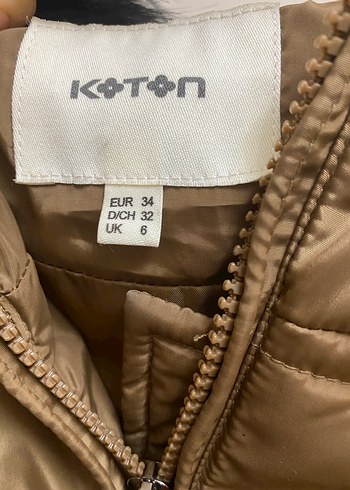 KOTON
EUR 34
D/CH 32
UK 6